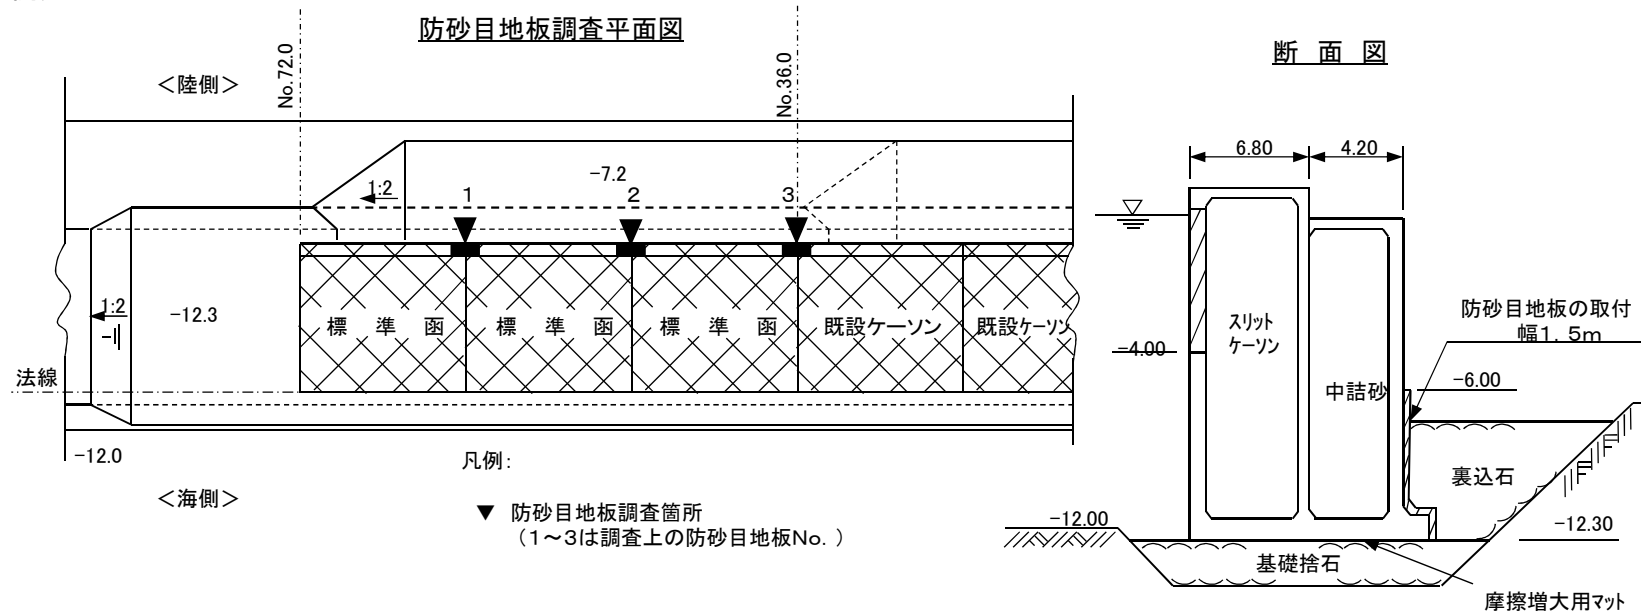 防砂目地板調査平面図
断 面 図
No.72.0
No.36.0
＜陸側＞
6.80
4.20
-7.2
1:2
1
2
3
1:2
-12.3
標 準 函
標 準 函
標 準 函
既設ケーソン
既設ケーソン
法線
-12.0
＜海側＞
凡例:
▼ 防砂目地板調査箇所
（1～3は調査上の防砂目地板No.）
スリット
ケーソン
中詰砂
防砂目地板の取付
幅1.5m
-4.00
-6.00
裏込石
-12.00
-12.30
基礎捨石
摩擦増大用マット